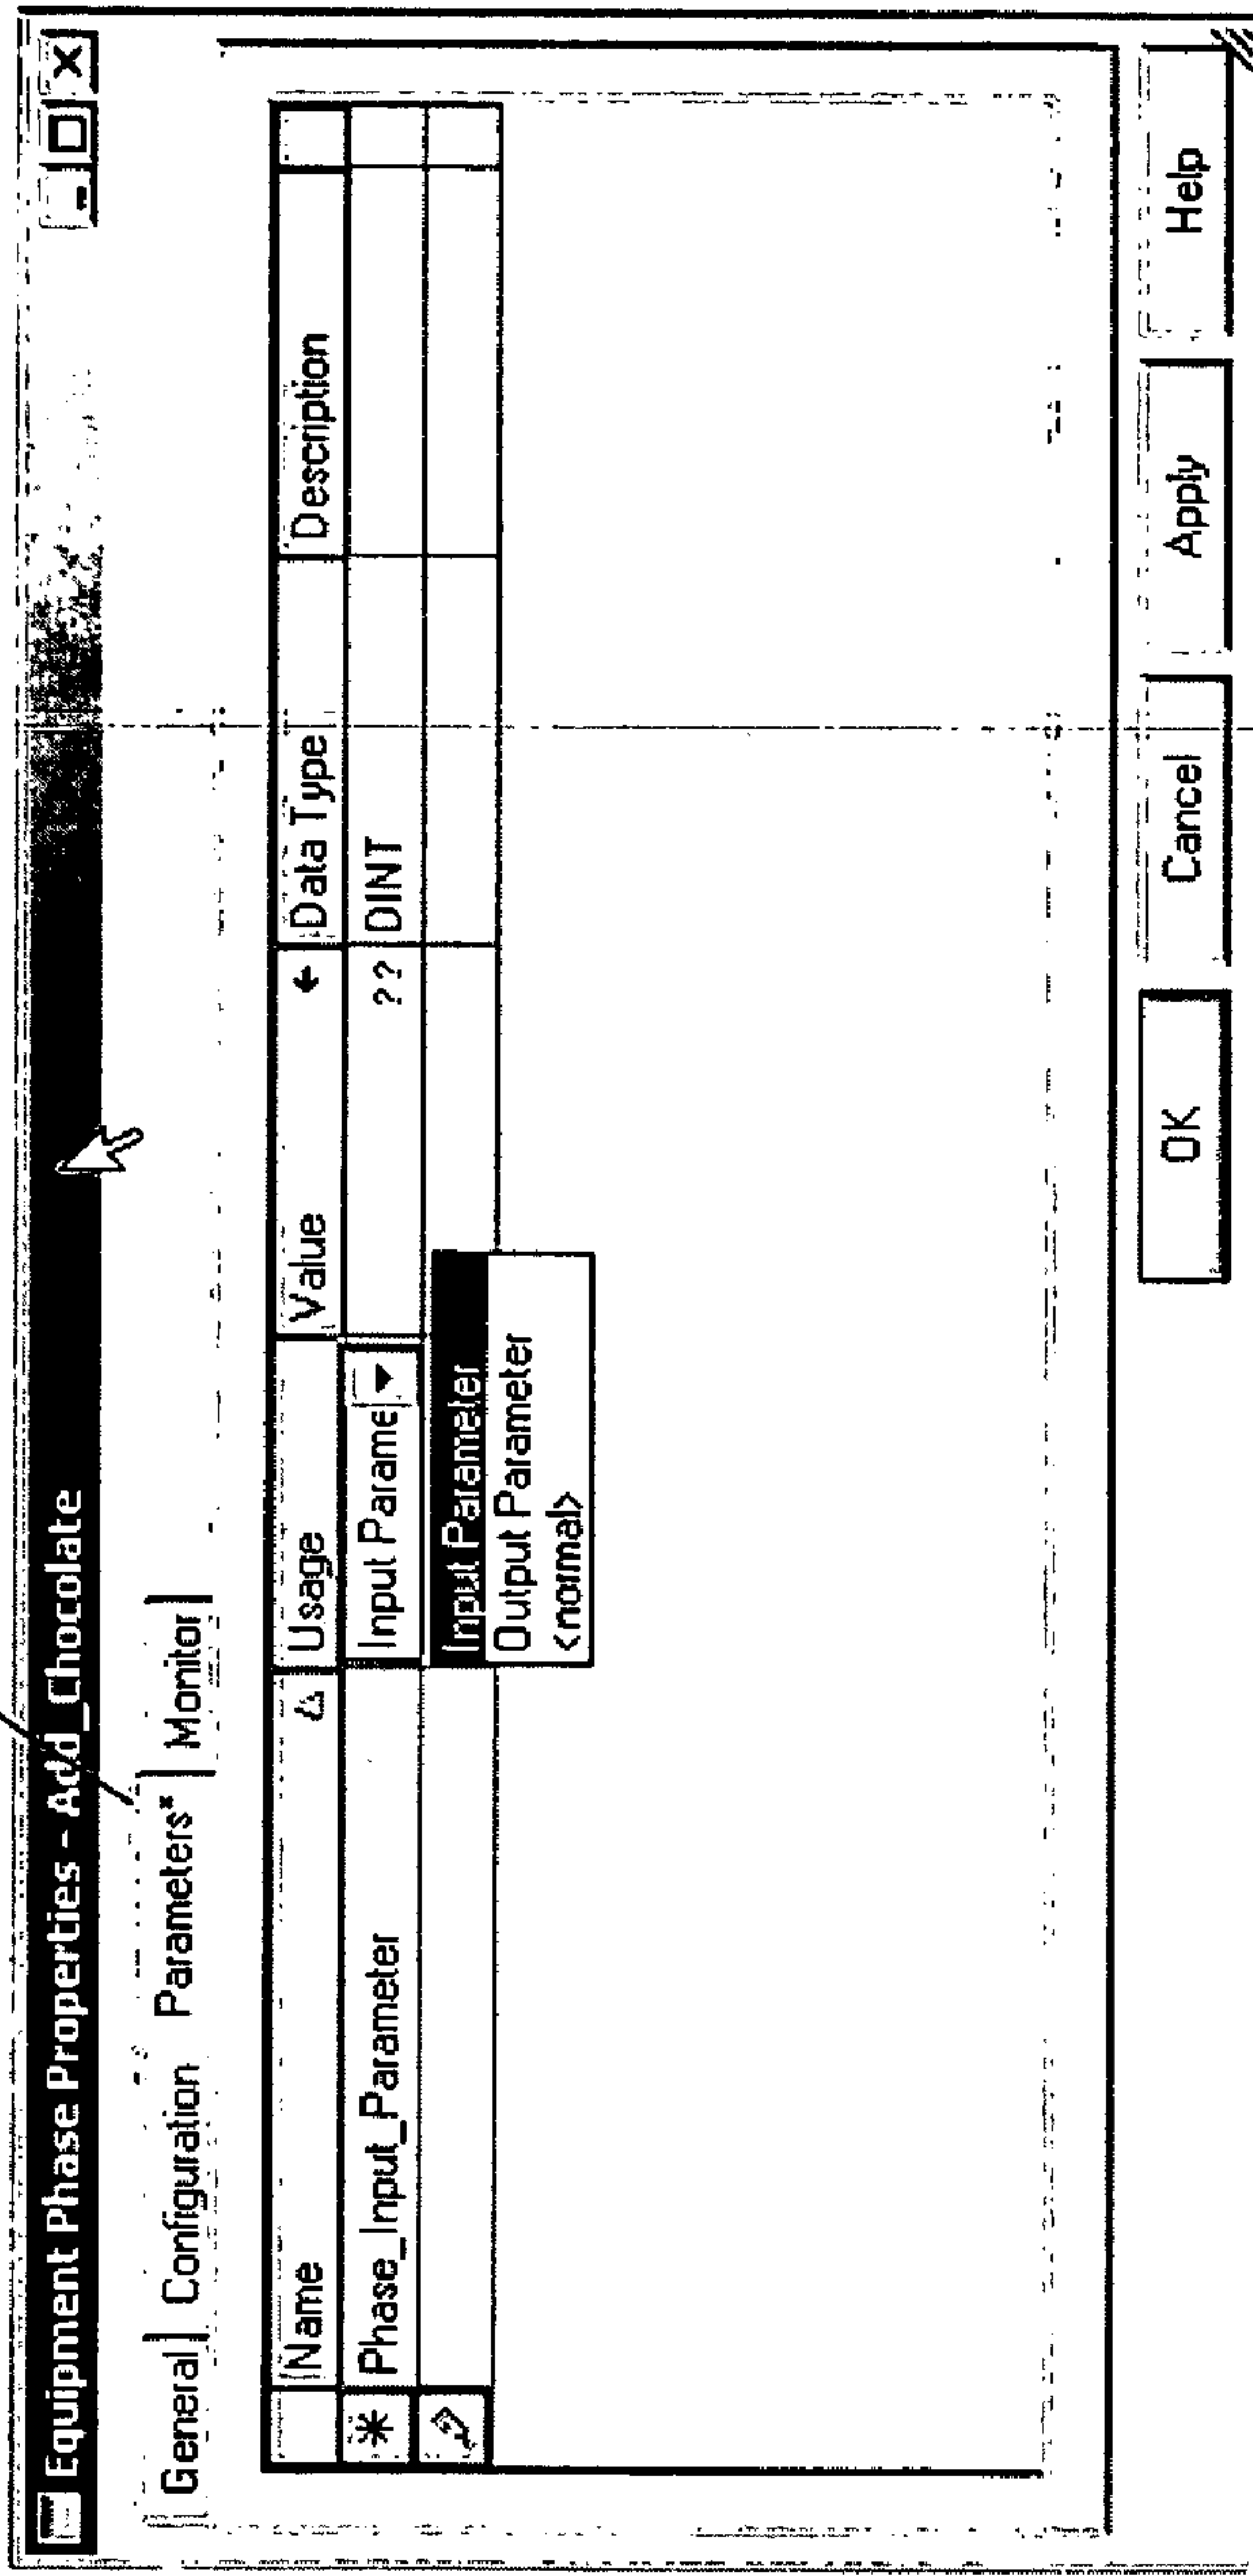 Equipment Phase Properties - Add_Chocolate
General Configuration Parameters* Monitor
Name Usage Value Data Type Description
Phase_Input_Parameter Input Parame ?? DINT
Input Parameter
Output Parameter
<normal>
OK Cancel Apply Help